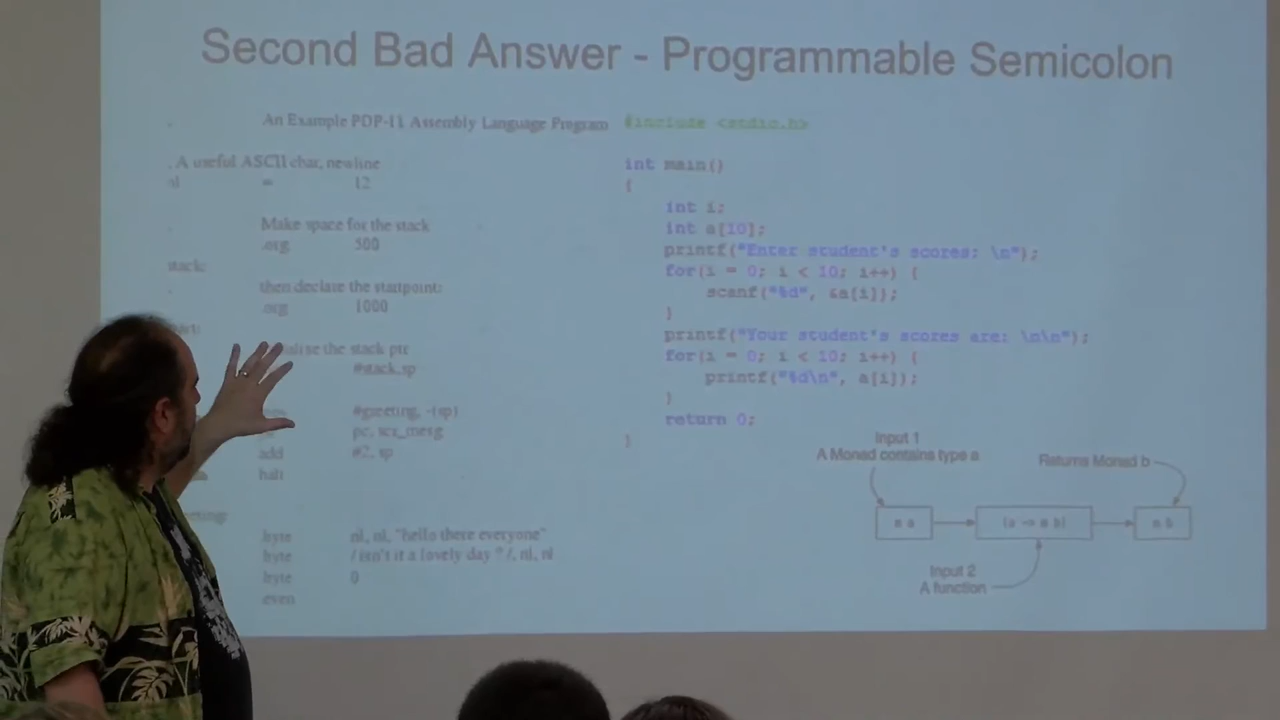 Second Bad Answer - Programmable Semicolon
An Example PDP-11 Assembly Language Program
. A useful ASCII char, newline
nl = 12
Make space for the stack
.org 500
stack:
then declare the startpoint:
.org 1000
the stack ptr
#stack,sp
#greeting, -(sp)
add #2, sp
halt
byte nl, nl, "hello there everyone"
byte / isn't it a lovely day ? /, nl, nl
byte 0
even
#include <stdio.h>
int main()
{
int i;
int a[10];
printf("Enter student's scores: \n");
for(i = 0; i < 10; i++) {
scanf("%d", &a[i]);
}
printf("Your student's scores are: \n\n");
for(i = 0; i < 10; i++) {
printf("%d\n", a[i]);
}
return 0;
}
Input 1
A Monad contains type a
Returns Monad b
m a
(a -> m b)
m b
Input 2
A function